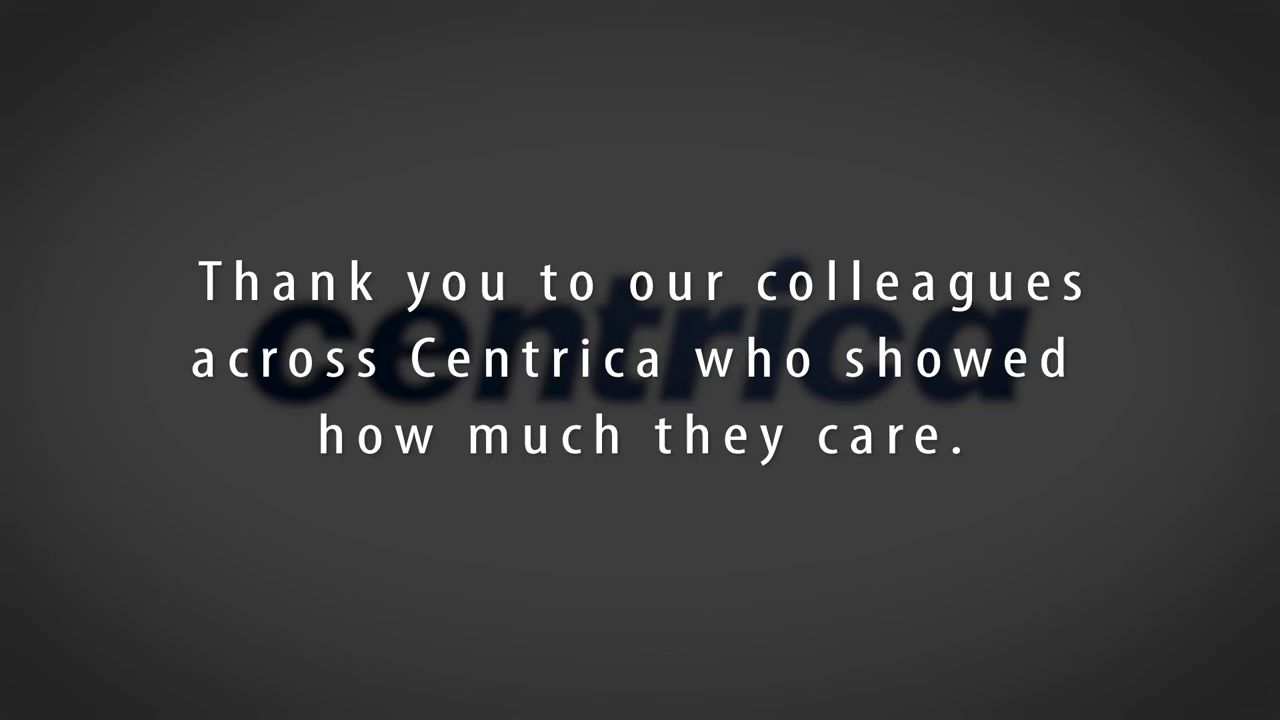 Thank you to our colleagues
across Centrica who showed
how much they care.
centrica